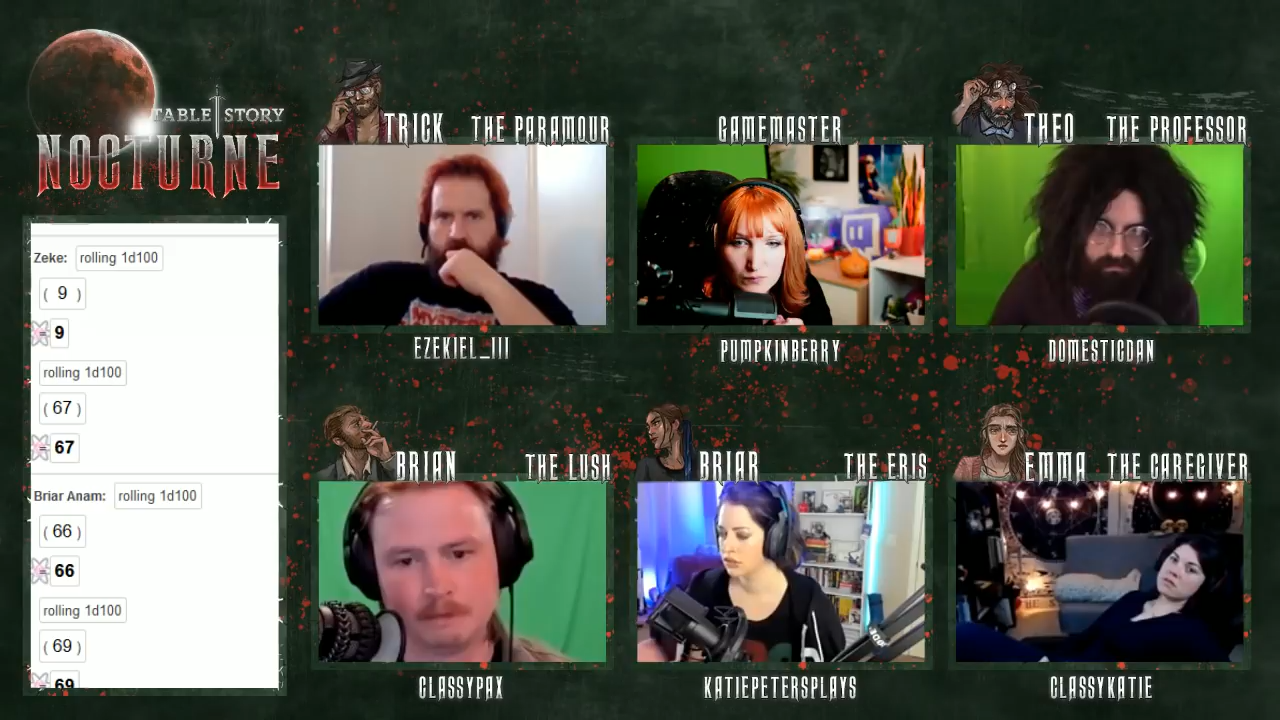 TABLE STORY
NOCTURNE
Zeke: rolling 1d100
( 9 )
= 9
rolling 1d100
( 67 )
= 67
Briar Anam: rolling 1d100
( 66 )
= 66
rolling 1d100
( 69 )
= 69
TRICK THE PARAMOUR
EZEKIEL_III
GAMEMASTER
PUMPKINBERRY
THEO THE PROFESSOR
DOMESTICDAN
BRIAN THE LUSH
CLASSYPAX
BRIAR THE ERIS
KATIEPETERSPLAYS
EMMA THE CAREGIVER
CLASSYKATIE